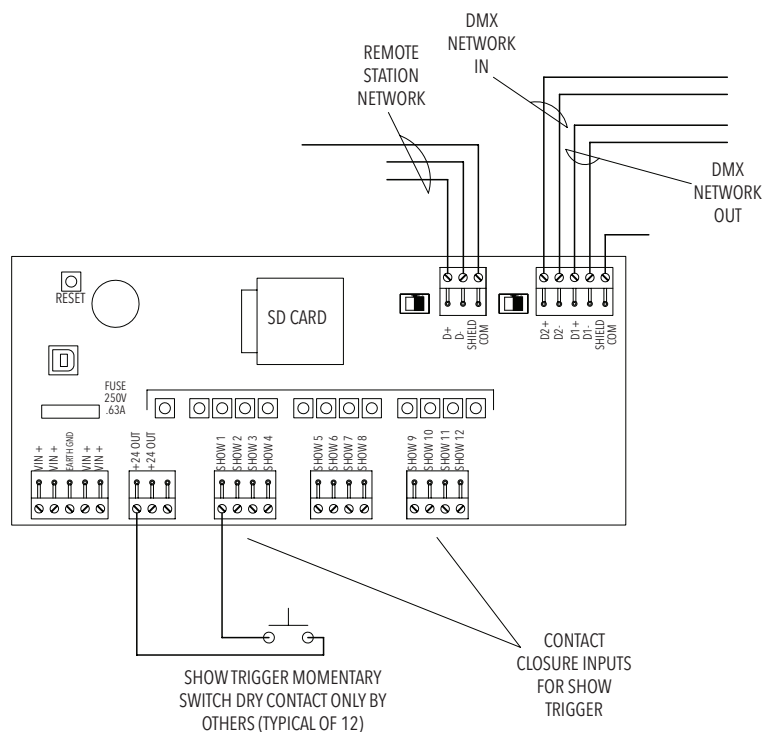 DMX
NETWORK
IN
REMOTE
STATION
NETWORK
DMX
NETWORK
OUT
RESET
SD CARD
D+
D-
SHIELD
COM
D2+
D2-
D1+
D1-
SHIELD
COM
FUSE
250V
.63A
VIN +
VIN +
EARTH GND
VIN +
VIN +
+24 OUT
+24 OUT
SHOW 1
SHOW 2
SHOW 3
SHOW 4
SHOW 5
SHOW 6
SHOW 7
SHOW 8
SHOW 9
SHOW 10
SHOW 11
SHOW 12
SHOW TRIGGER MOMENTARY
SWITCH DRY CONTACT ONLY BY
OTHERS (TYPICAL OF 12)
CONTACT
CLOSURE INPUTS
FOR SHOW
TRIGGER